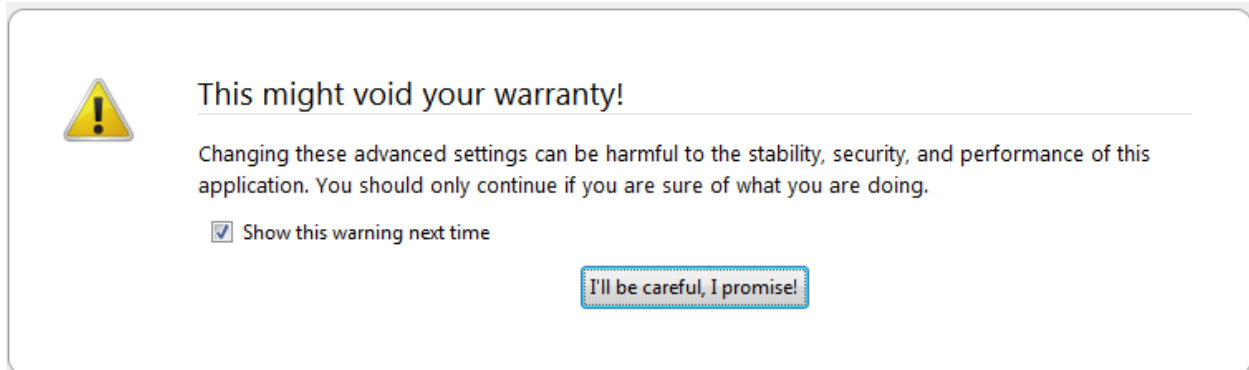 This might void your warranty!
Changing these advanced settings can be harmful to the stability, security, and performance of this
application. You should only continue if you are sure of what you are doing.
Show this warning next time
I'll be careful, I promise!